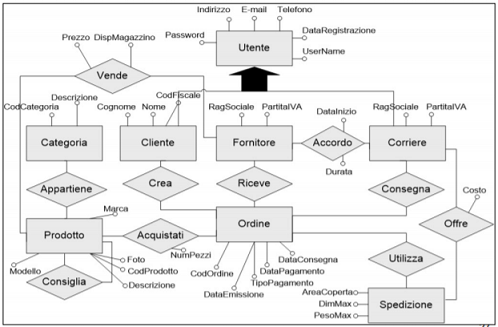 Indirizzo E-mail Telefono
Password DataRegistrazione
Utente
UserName
Prezzo DispMagazzino
Vende
CodCategoria Descrizione
Cognome Nome CodFiscale
RagSociale PartitaIVA
DataInizio
RagSociale PartitaIVA
Categoria Cliente Fornitore Accordo Corriere
Durata
Appartiene Crea Riceve Consegna
Costo
Marca
Offre
Prodotto Acquistati Ordine
NumPezzi
Modello
Foto
CodProdotto
Descrizione
Consiglia
CodOrdine
DataEmissione
TipoPagamento
DataPagamento
DataConsegna
Utilizza
AreaCoperta
DimMax
PesoMax
Spedizione